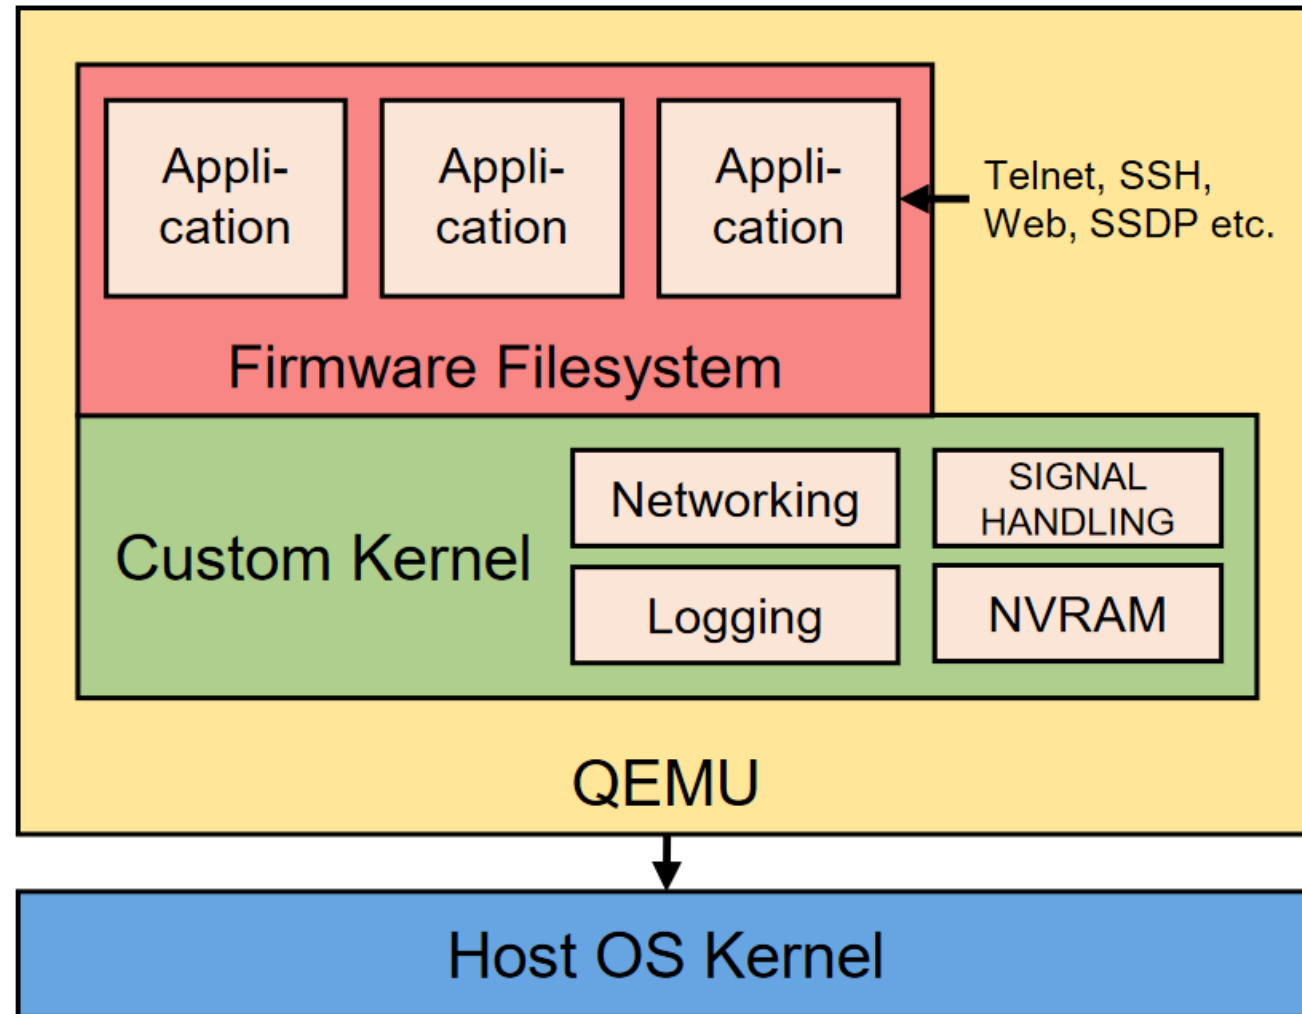 Appli-
cation
Appli-
cation
Appli-
cation
Telnet, SSH,
Web, SSDP etc.
Firmware Filesystem
Custom Kernel
Networking
SIGNAL
HANDLING
Logging
NVRAM
QEMU
Host OS Kernel